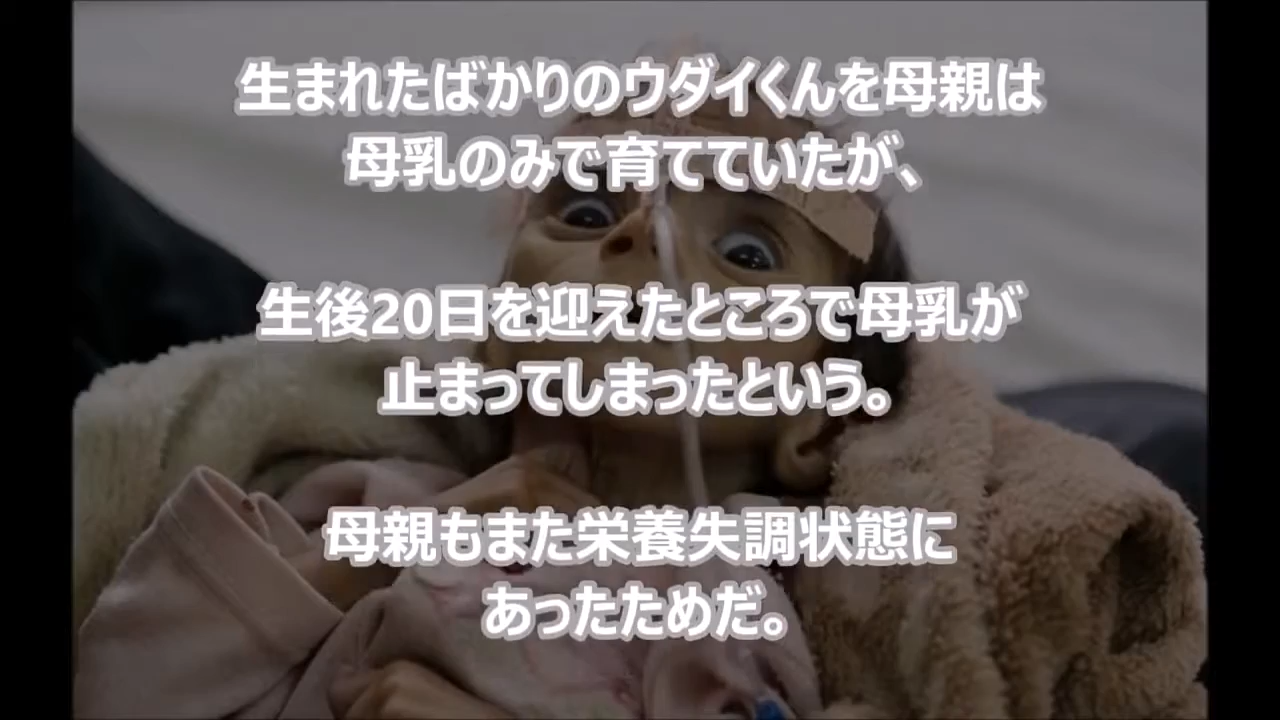 生まれたばかりのウダイくんを母親は
母乳のみで育てていたが、
生後20日を迎えたところで母乳が
止まってしまったという。
母親もまた栄養失調状態に
あったためだ。